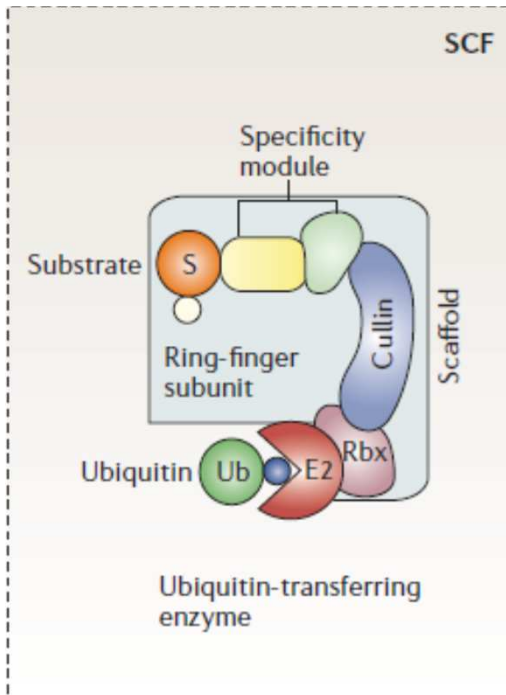 SCF
Specificity
module
Substrate
S
Cullin
Scaffold
Ring-finger
subunit
Rbx
Ubiquitin
Ub
E2
Ubiquitin-transferring
enzyme